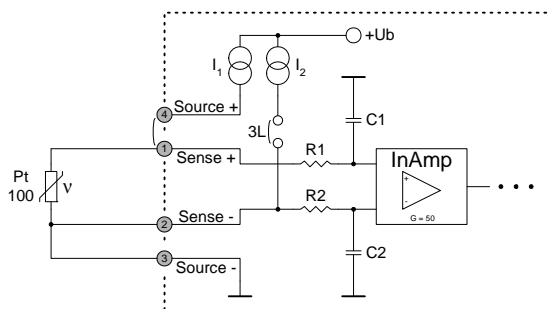 +Ub
I1
I2
4
Source +
C1
3L
1
Sense +
R1
InAmp
Pt
100
ν
+
-
G = 50
2
Sense -
R2
3
Source -
C2